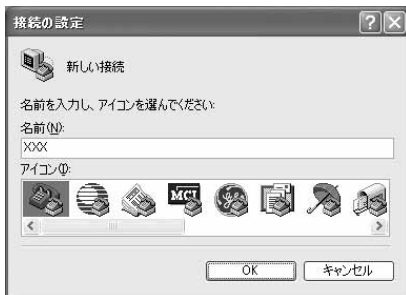 接続の設定
新しい接続
名前を入力し、アイコンを選んでください:
名前(N):
XXX
アイコン(I):
MCI
OK
キャンセル